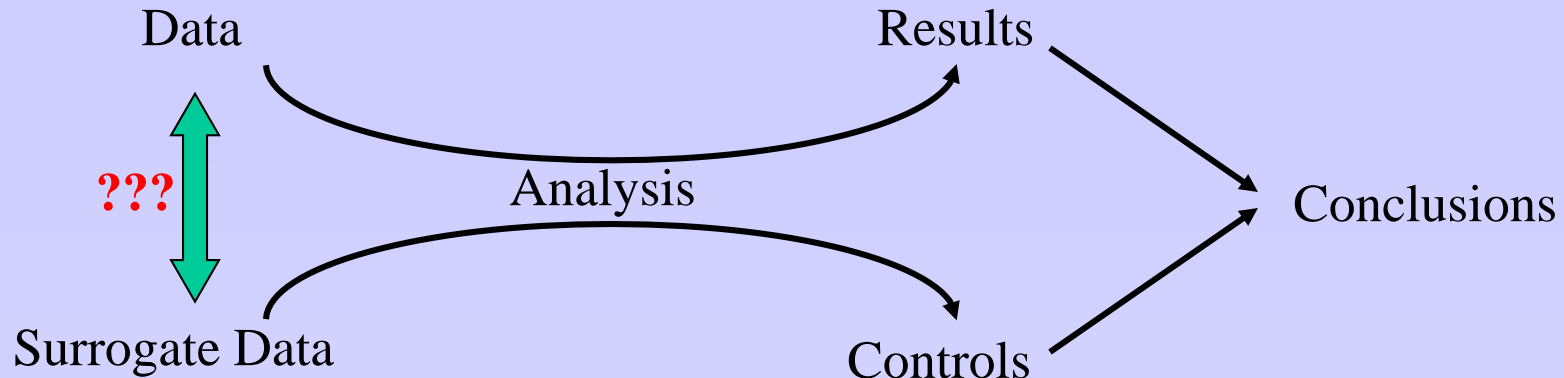 Data
Results
???
Analysis
Conclusions
Surrogate Data
Controls